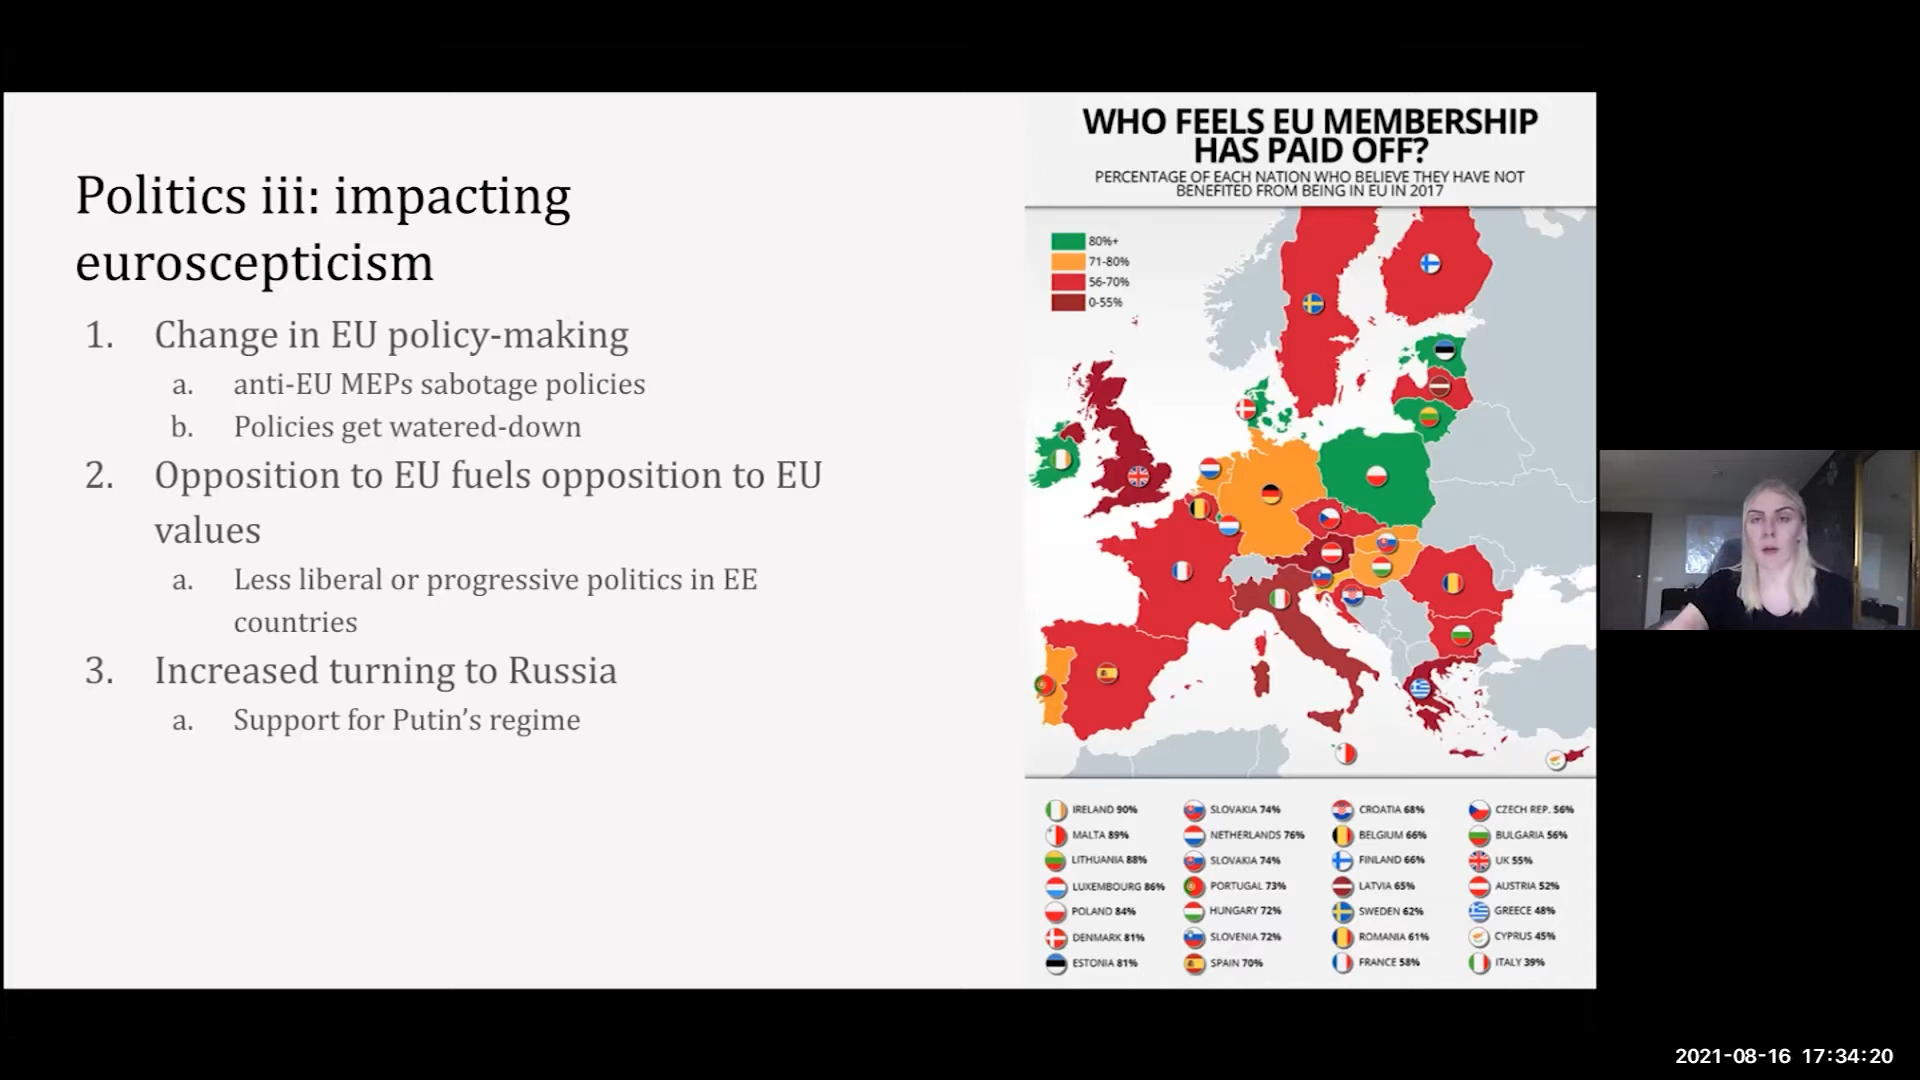 Politics iii: impacting
euroscepticism
1. Change in EU policy-making
a. anti-EU MEPs sabotage policies
b. Policies get watered-down
2. Opposition to EU fuels opposition to EU
values
a. Less liberal or progressive politics in EE
countries
3. Increased turning to Russia
a. Support for Putin's regime
WHO FEELS EU MEMBERSHIP
HAS PAID OFF?
PERCENTAGE OF EACH NATION WHO BELIEVE THEY HAVE NOT
BENEFITED FROM BEING IN EU IN 2017
80%+
71-80%
56-70%
0-55%
IRELAND 90%
MALTA 89%
LITHUANIA 88%
LUXEMBOURG 86%
POLAND 84%
DENMARK 81%
ESTONIA 81%
SLOVAKIA 74%
NETHERLANDS 76%
SLOVAKIA 74%
PORTUGAL 73%
HUNGARY 72%
SLOVENIA 72%
SPAIN 70%
CROATIA 68%
BELGIUM 66%
FINLAND 66%
LATVIA 65%
SWEDEN 62%
ROMANIA 61%
FRANCE 58%
CZECH REP. 56%
BULGARIA 56%
UK 55%
AUSTRIA 52%
GREECE 48%
CYPRUS 45%
ITALY 39%
2021-08-16 17:34:20